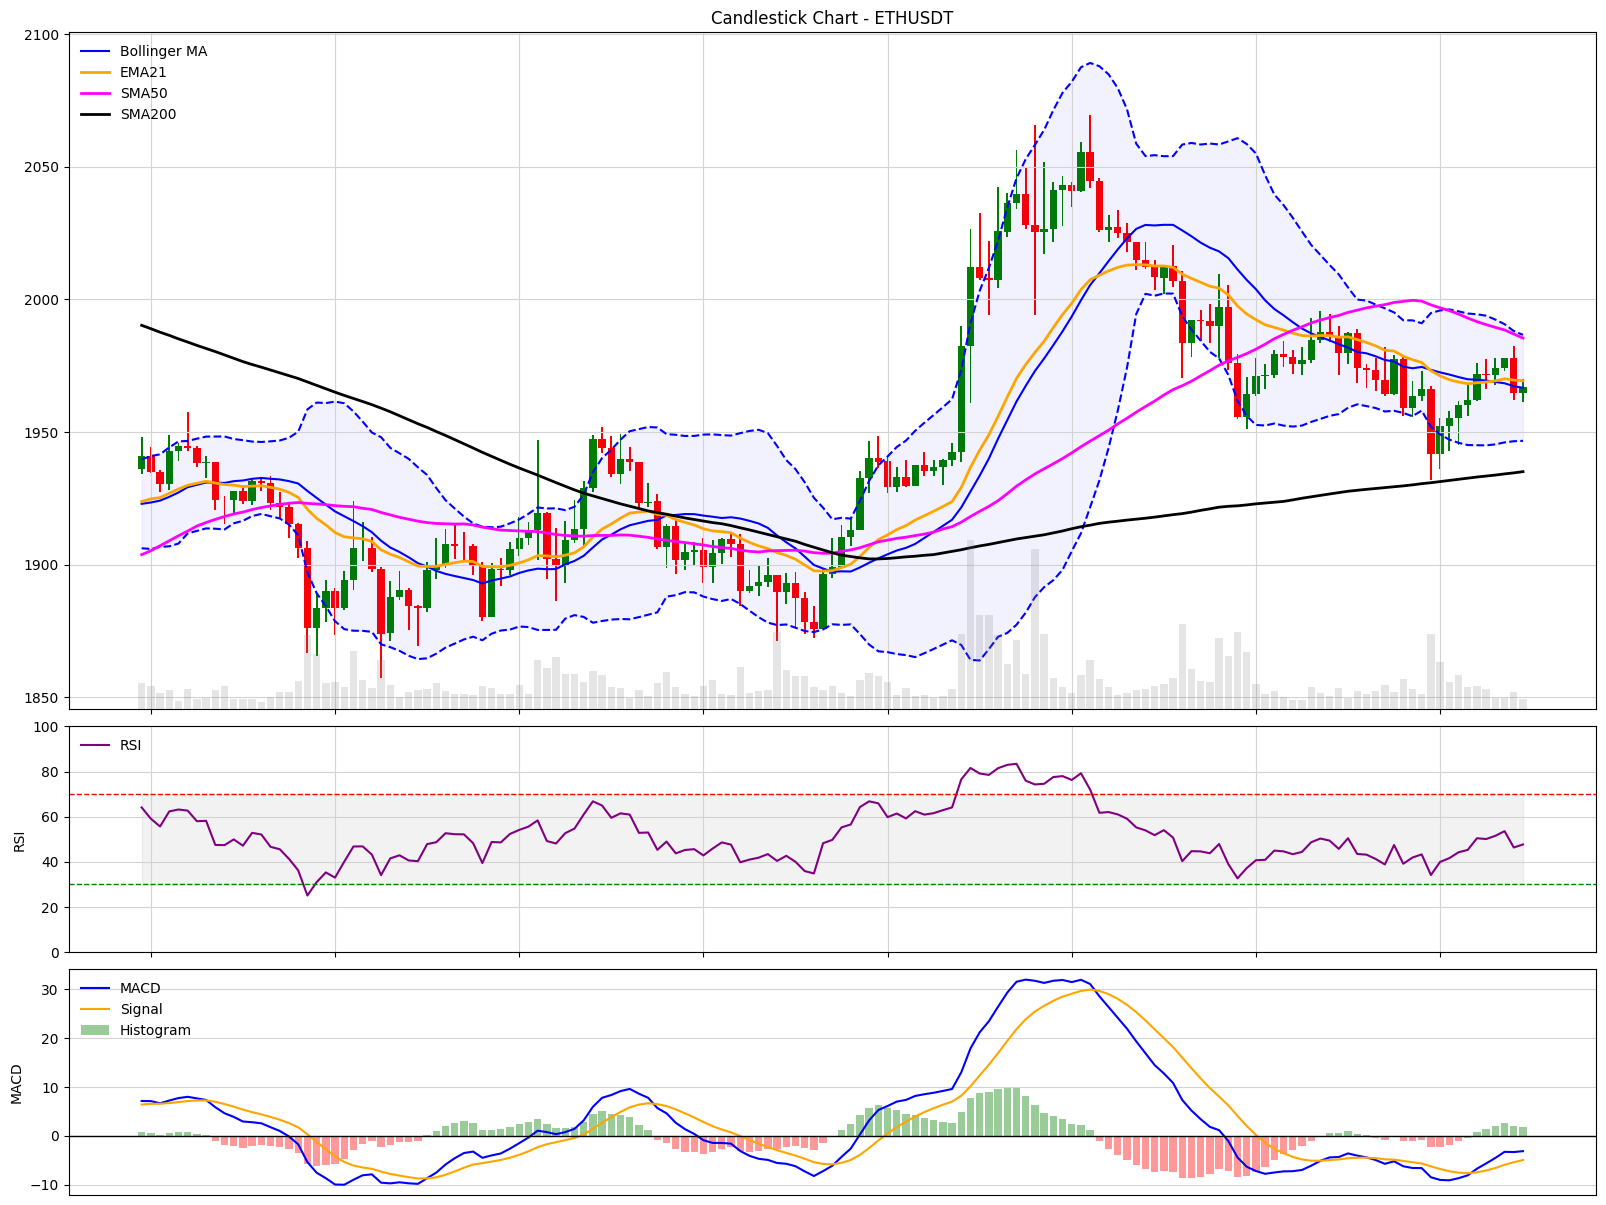 Candlestick Chart - ETHUSDT
2100
Bollinger MA
EMA21
SMA50
SMA200
2050
2000
1950
1900
1850
100
RSI
80
60
RSI
40
20
0
MACD
30
Signal
Histogram
20
MACD
10
0
−10